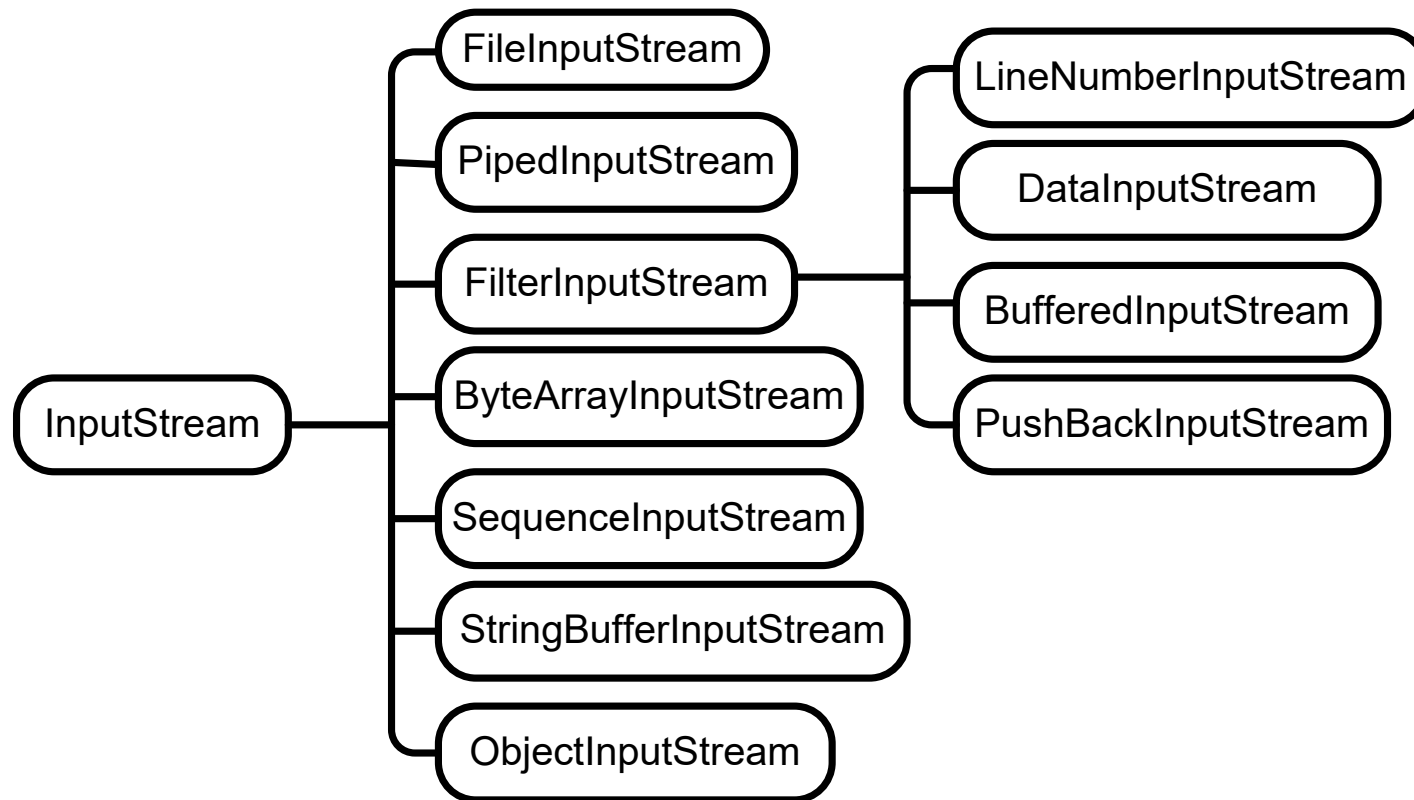 InputStream
FileInputStream
PipedInputStream
FilterInputStream
ByteArrayInputStream
SequenceInputStream
StringBufferInputStream
ObjectInputStream
LineNumberInputStream
DataInputStream
BufferedInputStream
PushBackInputStream